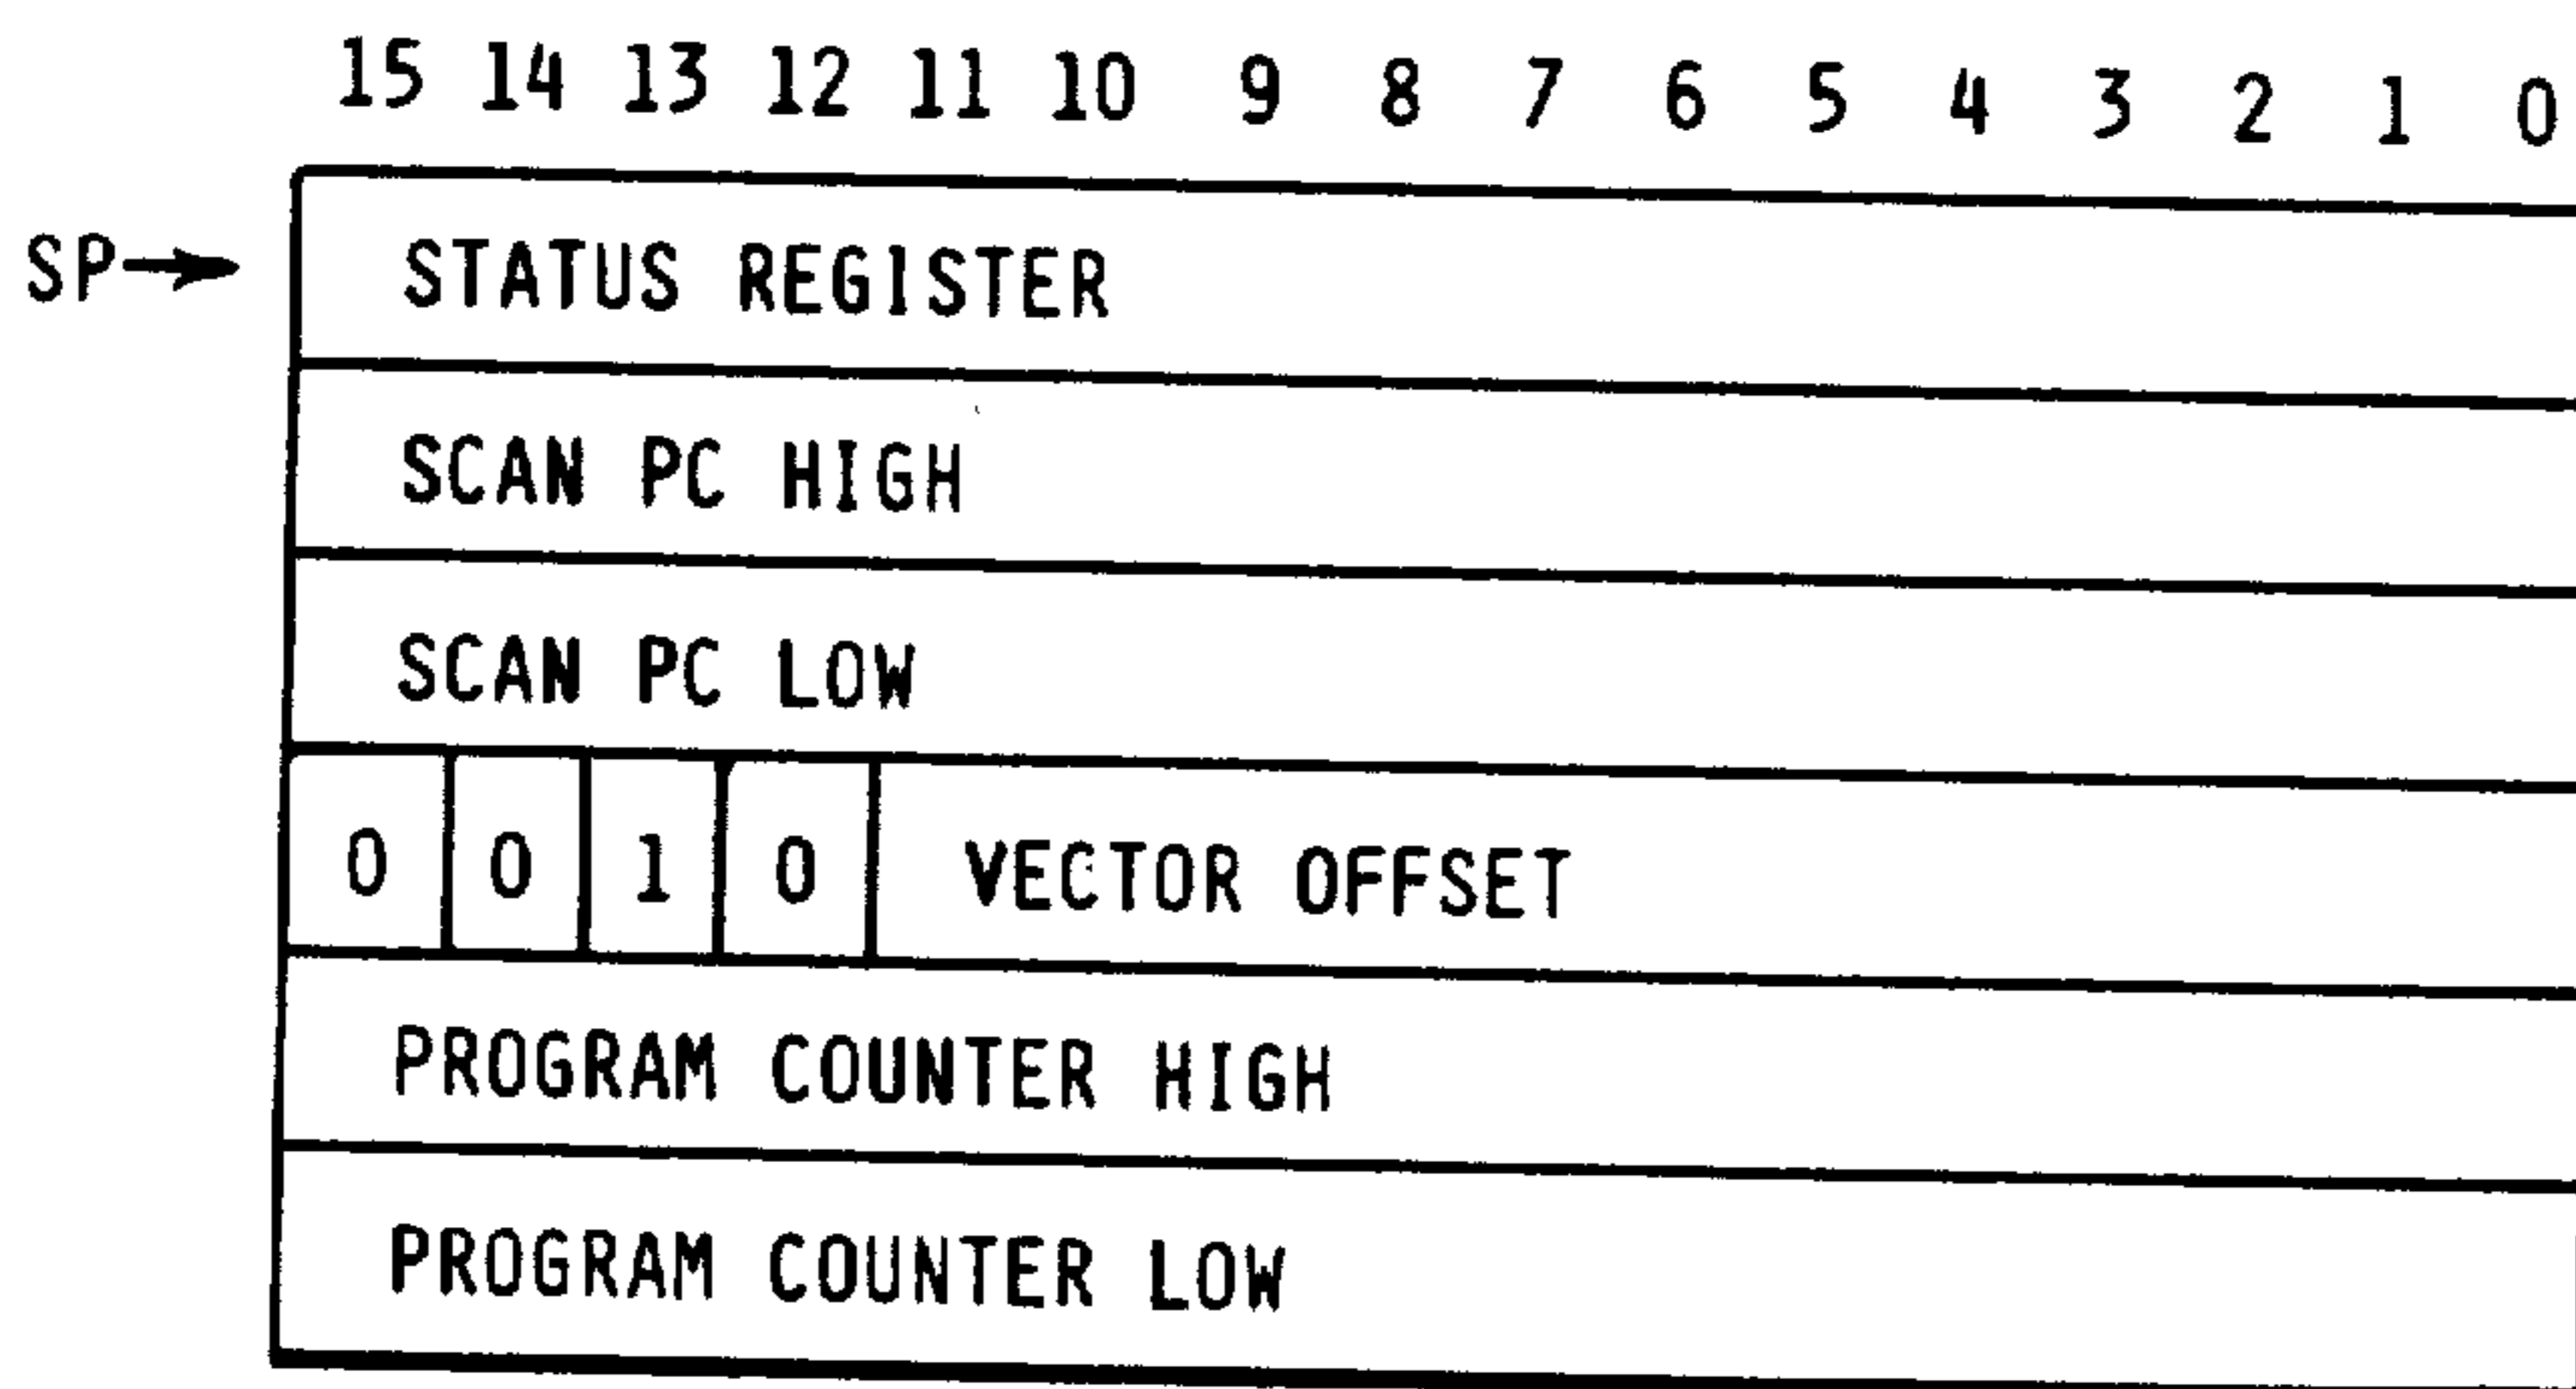 15 14 13 12 11 10 9 8 7 6 5 4 3 2 1 0
SP→ STATUS REGISTER
SCAN PC HIGH
SCAN PC LOW
0 0 1 0 VECTOR OFFSET
PROGRAM COUNTER HIGH
PROGRAM COUNTER LOW